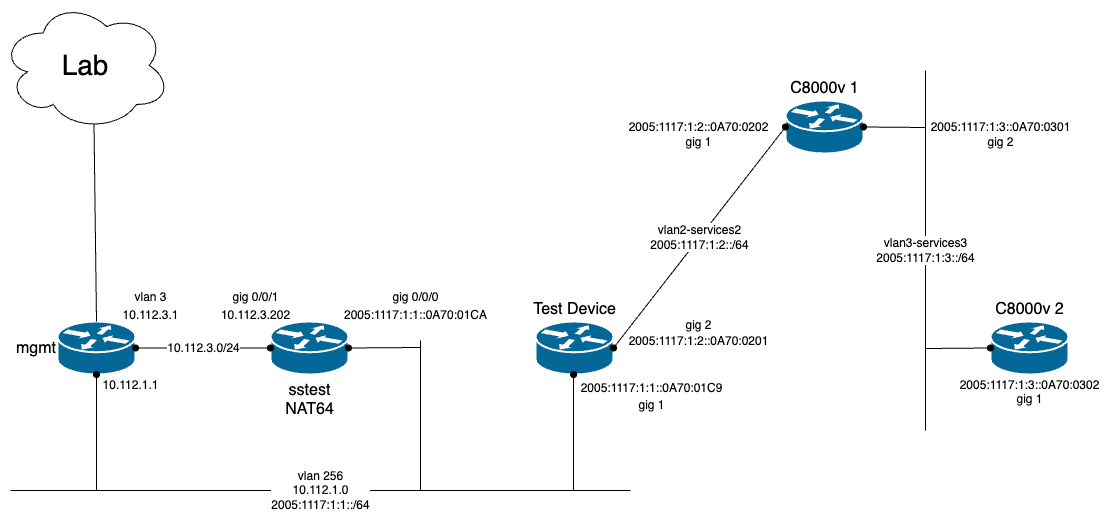 Lab
C8000v 1
2005:1117:1:2::0A70:0202
gig 1
2005:1117:1:3::0A70:0301
gig 2
vlan2-services2
2005:1117:1:2::/64
vlan3-services3
2005:1117:1:3::/64
vlan 3
10.112.3.1
gig 0/0/1
10.112.3.202
gig 0/0/0
2005:1117:1:1::0A70:01CA
Test Device
C8000v 2
gig 2
2005:1117:1:2::0A70:0201
mgmt
10.112.3.0/24
10.112.1.1
sstest
NAT64
2005:1117:1:1::0A70:01C9
gig 1
2005:1117:1:3::0A70:0302
gig 1
vlan 256
10.112.1.0
2005:1117:1:1::/64